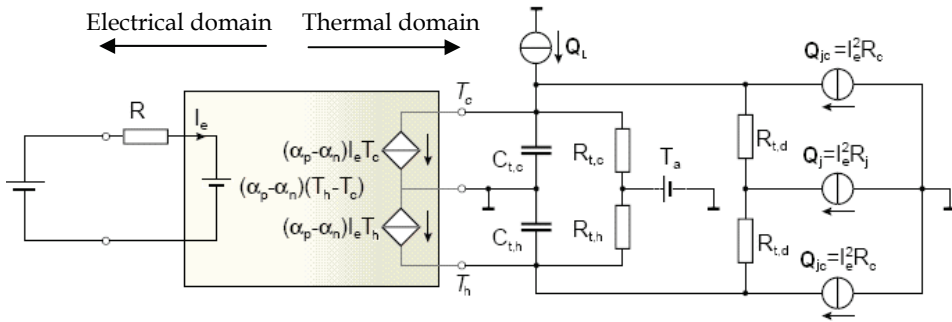 Electrical domain
Thermal domain
Q_L
Q_jc=I_e^2R_c
R
I_e
T_c
(α_p-α_n)I_eT_c
C_t,c
R_t,c
T_a
R_t,d
Q_j=I_e^2R_j
(α_p-α_n)(T_h-T_c)
(α_p-α_n)I_eT_h
C_t,h
R_t,h
R_t,d
Q_jc=I_e^2R_c
T_h